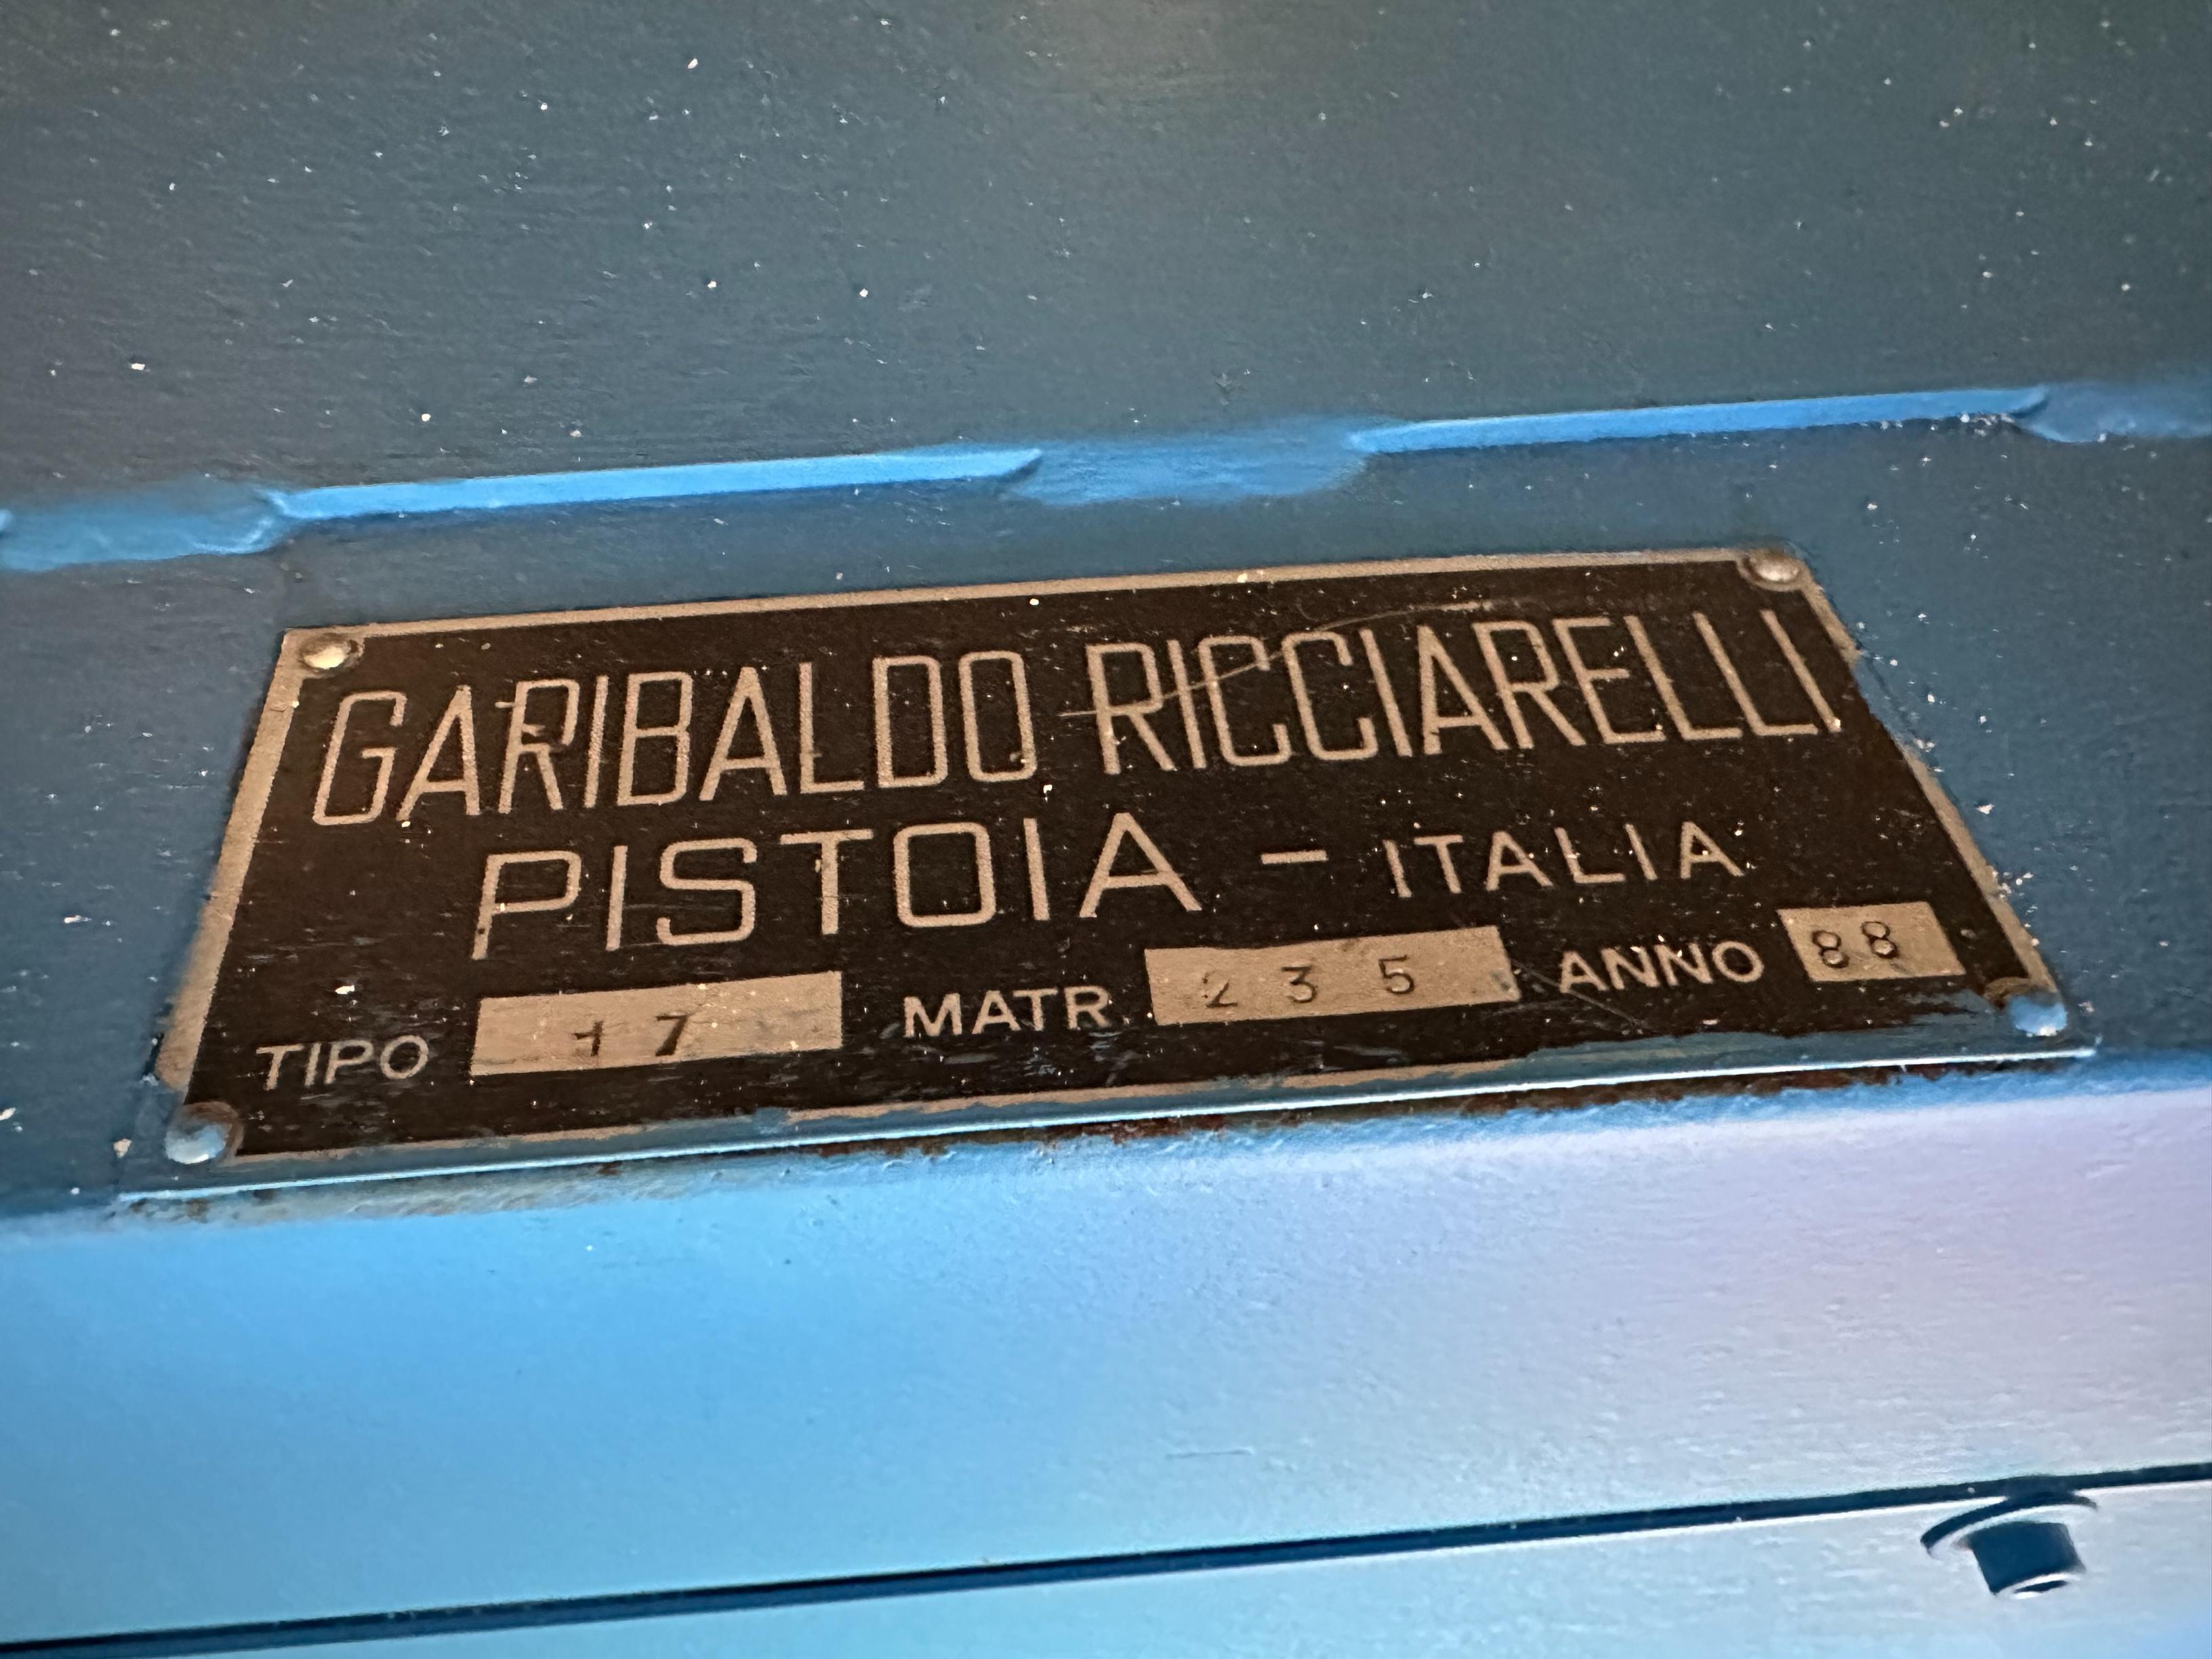 GARIBALDO RICCIARELLI
PISTOIA - ITALIA
TIPO 17 MATR. 235 ANNO 88